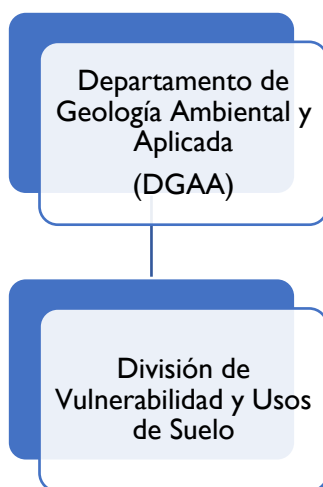 Departamento de
Geología Ambiental y
Aplicada
(DGAA)
División de
Vulnerabilidad y Usos
de Suelo